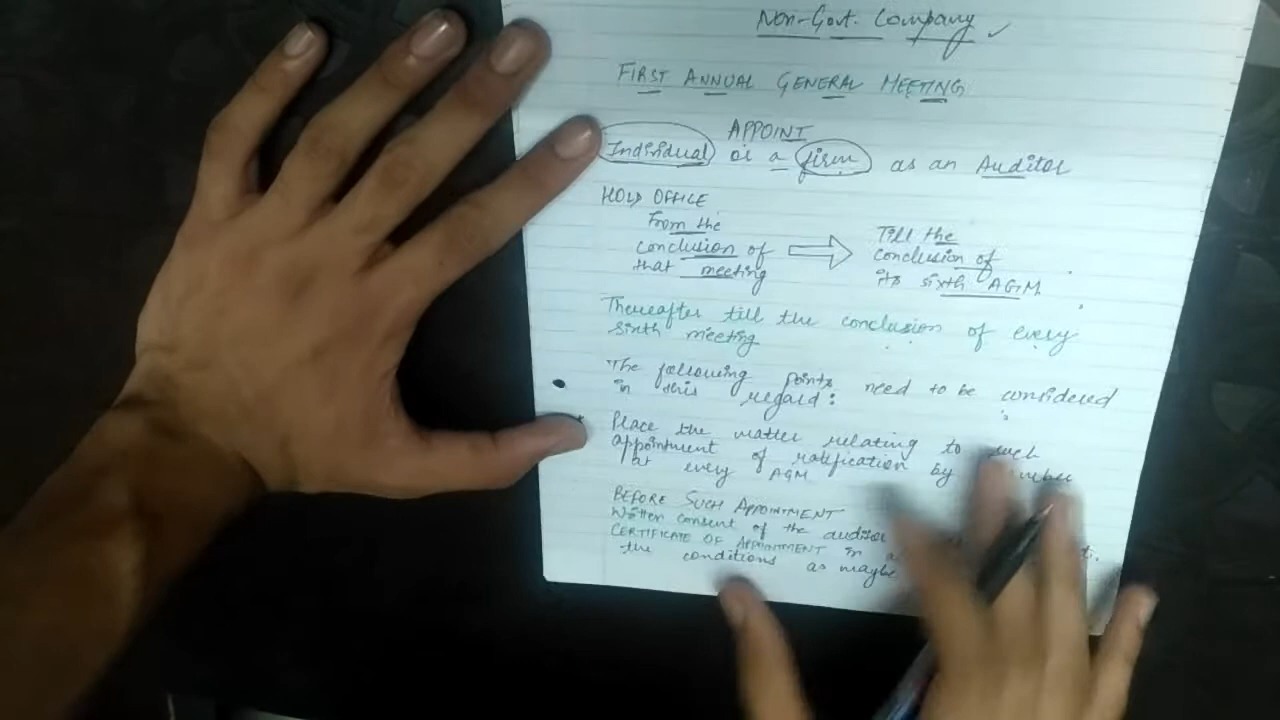 Non-Govt. Company
FIRST ANNUAL GENERAL MEETING
APPOINT
Individual or a firm as an Auditor
HOLD OFFICE
From the
conclusion of
that meeting
Till the
conclusion of
its sixth AGM
Thereafter till the conclusion of every
sixth meeting
The following points need to be considered
in this regard:
Place the matter relating to such
appointment of ratification by
at every AGM
BEFORE SUCH APPOINTMENT
Written consent of the auditor
CERTIFICATE OF APPOINTMENT in
the conditions as maybe